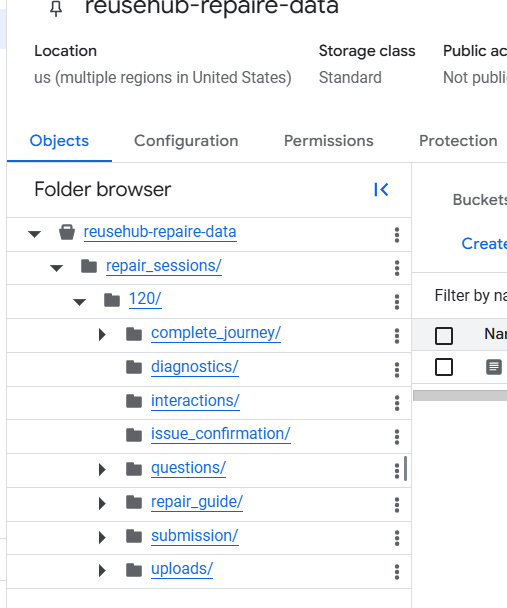 reusehub-repaire-data
Location
Storage class
Public ac
us (multiple regions in United States)
Standard
Not publi
Objects
Configuration
Permissions
Protection
Folder browser
Buckets
reusehub-repaire-data
Create
repair_sessions/
120/
Filter by na
complete_journey/
Nam
diagnostics/
interactions/
issue_confirmation/
questions/
repair_guide/
submission/
uploads/